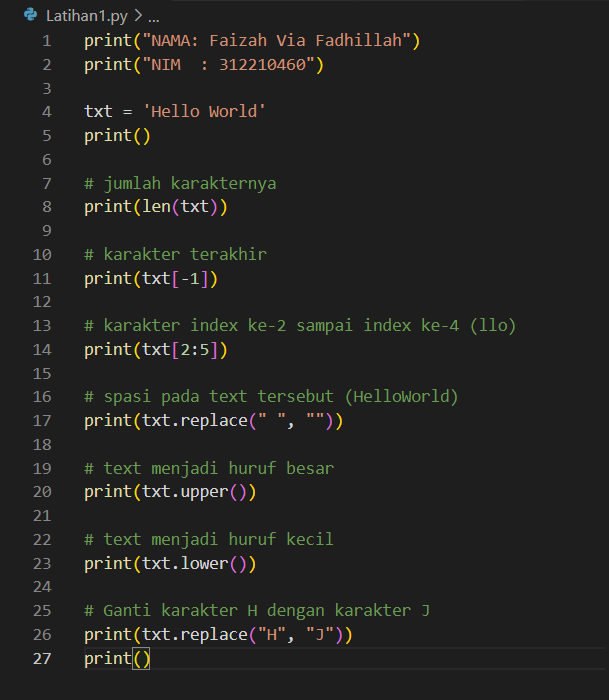 Latihan1.py > ...
1 print("NAMA: Faizah Via Fadhillah")
2 print("NIM  : 312210460")
3
4 txt = 'Hello World'
5 print()
6
7 # jumlah karakternya
8 print(len(txt))
9
10 # karakter terakhir
11 print(txt[-1])
12
13 # karakter index ke-2 sampai index ke-4 (llo)
14 print(txt[2:5])
15
16 # spasi pada text tersebut (HelloWorld)
17 print(txt.replace(" ", ""))
18
19 # text menjadi huruf besar
20 print(txt.upper())
21
22 # text menjadi huruf kecil
23 print(txt.lower())
24
25 # Ganti karakter H dengan karakter J
26 print(txt.replace("H", "J"))
27 print()